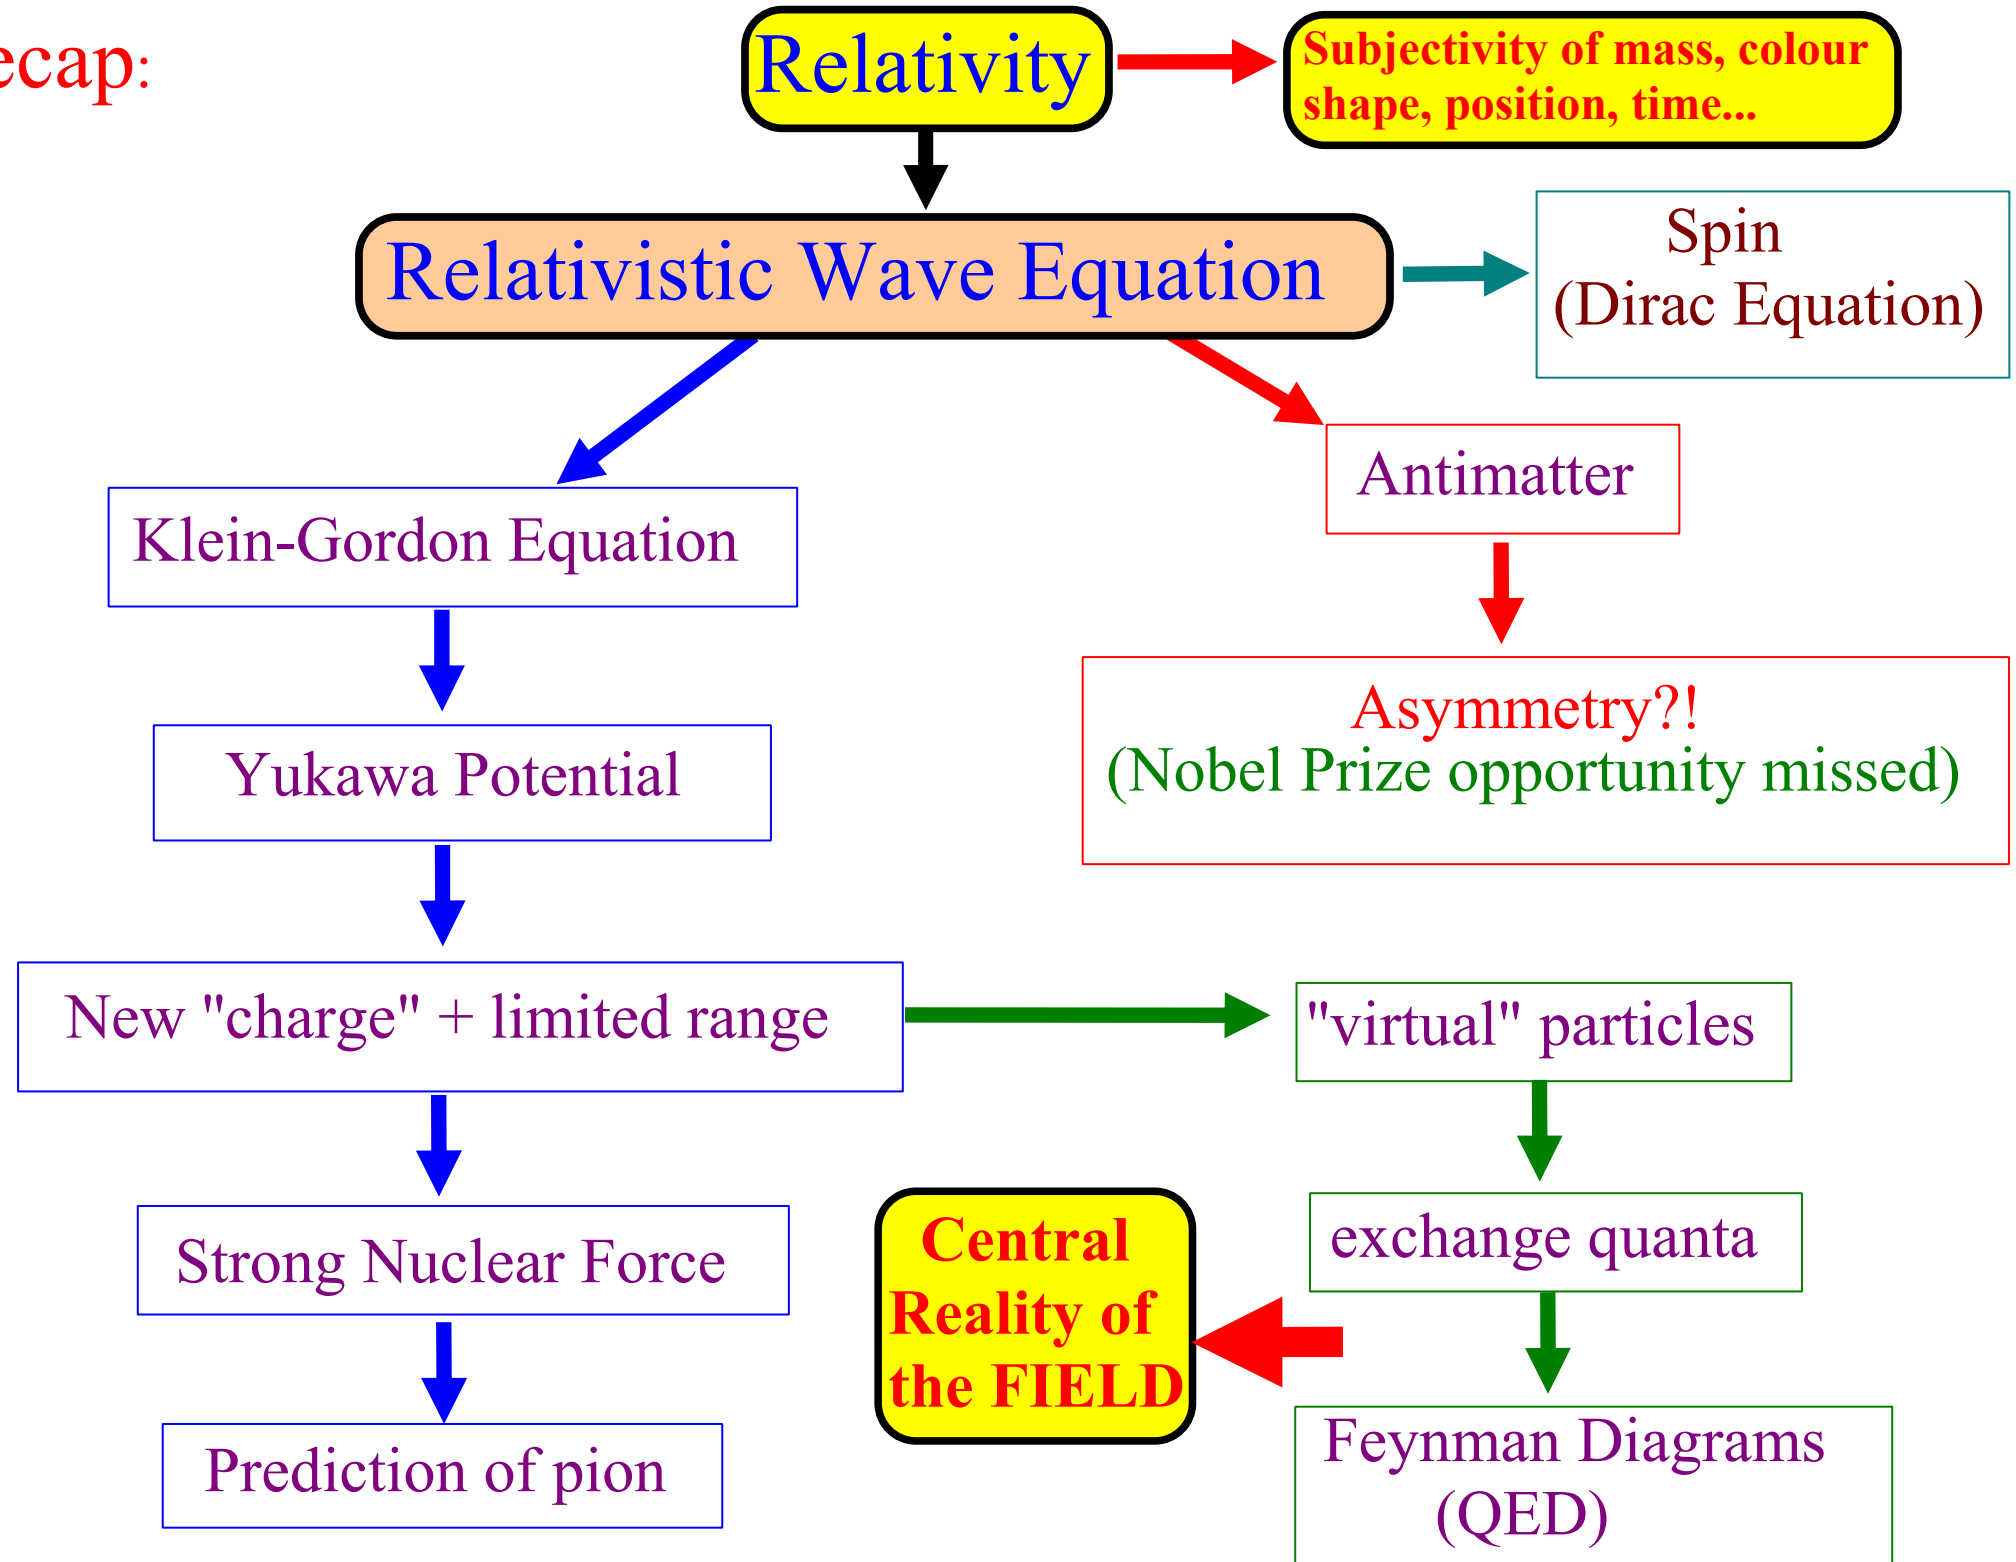 ecap:
Relativity
Subjectivity of mass, colour
shape, position, time...
Relativistic Wave Equation
Spin
(Dirac Equation)
Antimatter
Klein-Gordon Equation
Asymmetry?!
(Nobel Prize opportunity missed)
Yukawa Potential
New "charge" + limited range
"virtual" particles
Strong Nuclear Force
Central
Reality of
the FIELD
exchange quanta
Prediction of pion
Feynman Diagrams
(QED)